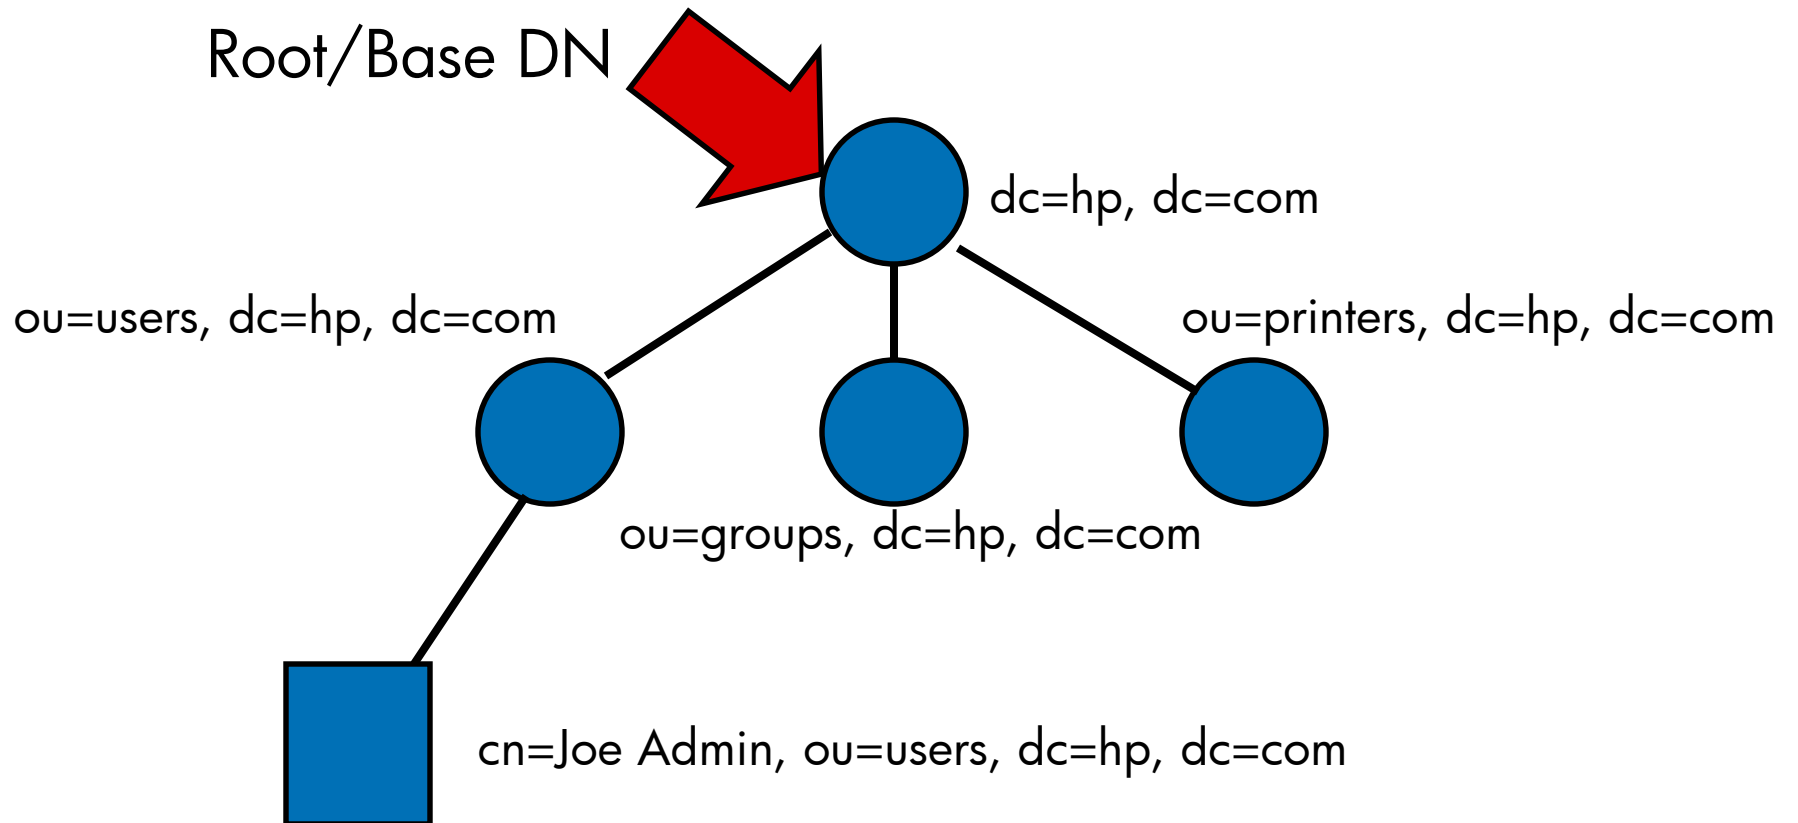 Root/Base DN
dc=hp, dc=com
ou=users, dc=hp, dc=com
ou=printers, dc=hp, dc=com
ou=groups, dc=hp, dc=com
cn=Joe Admin, ou=users, dc=hp, dc=com